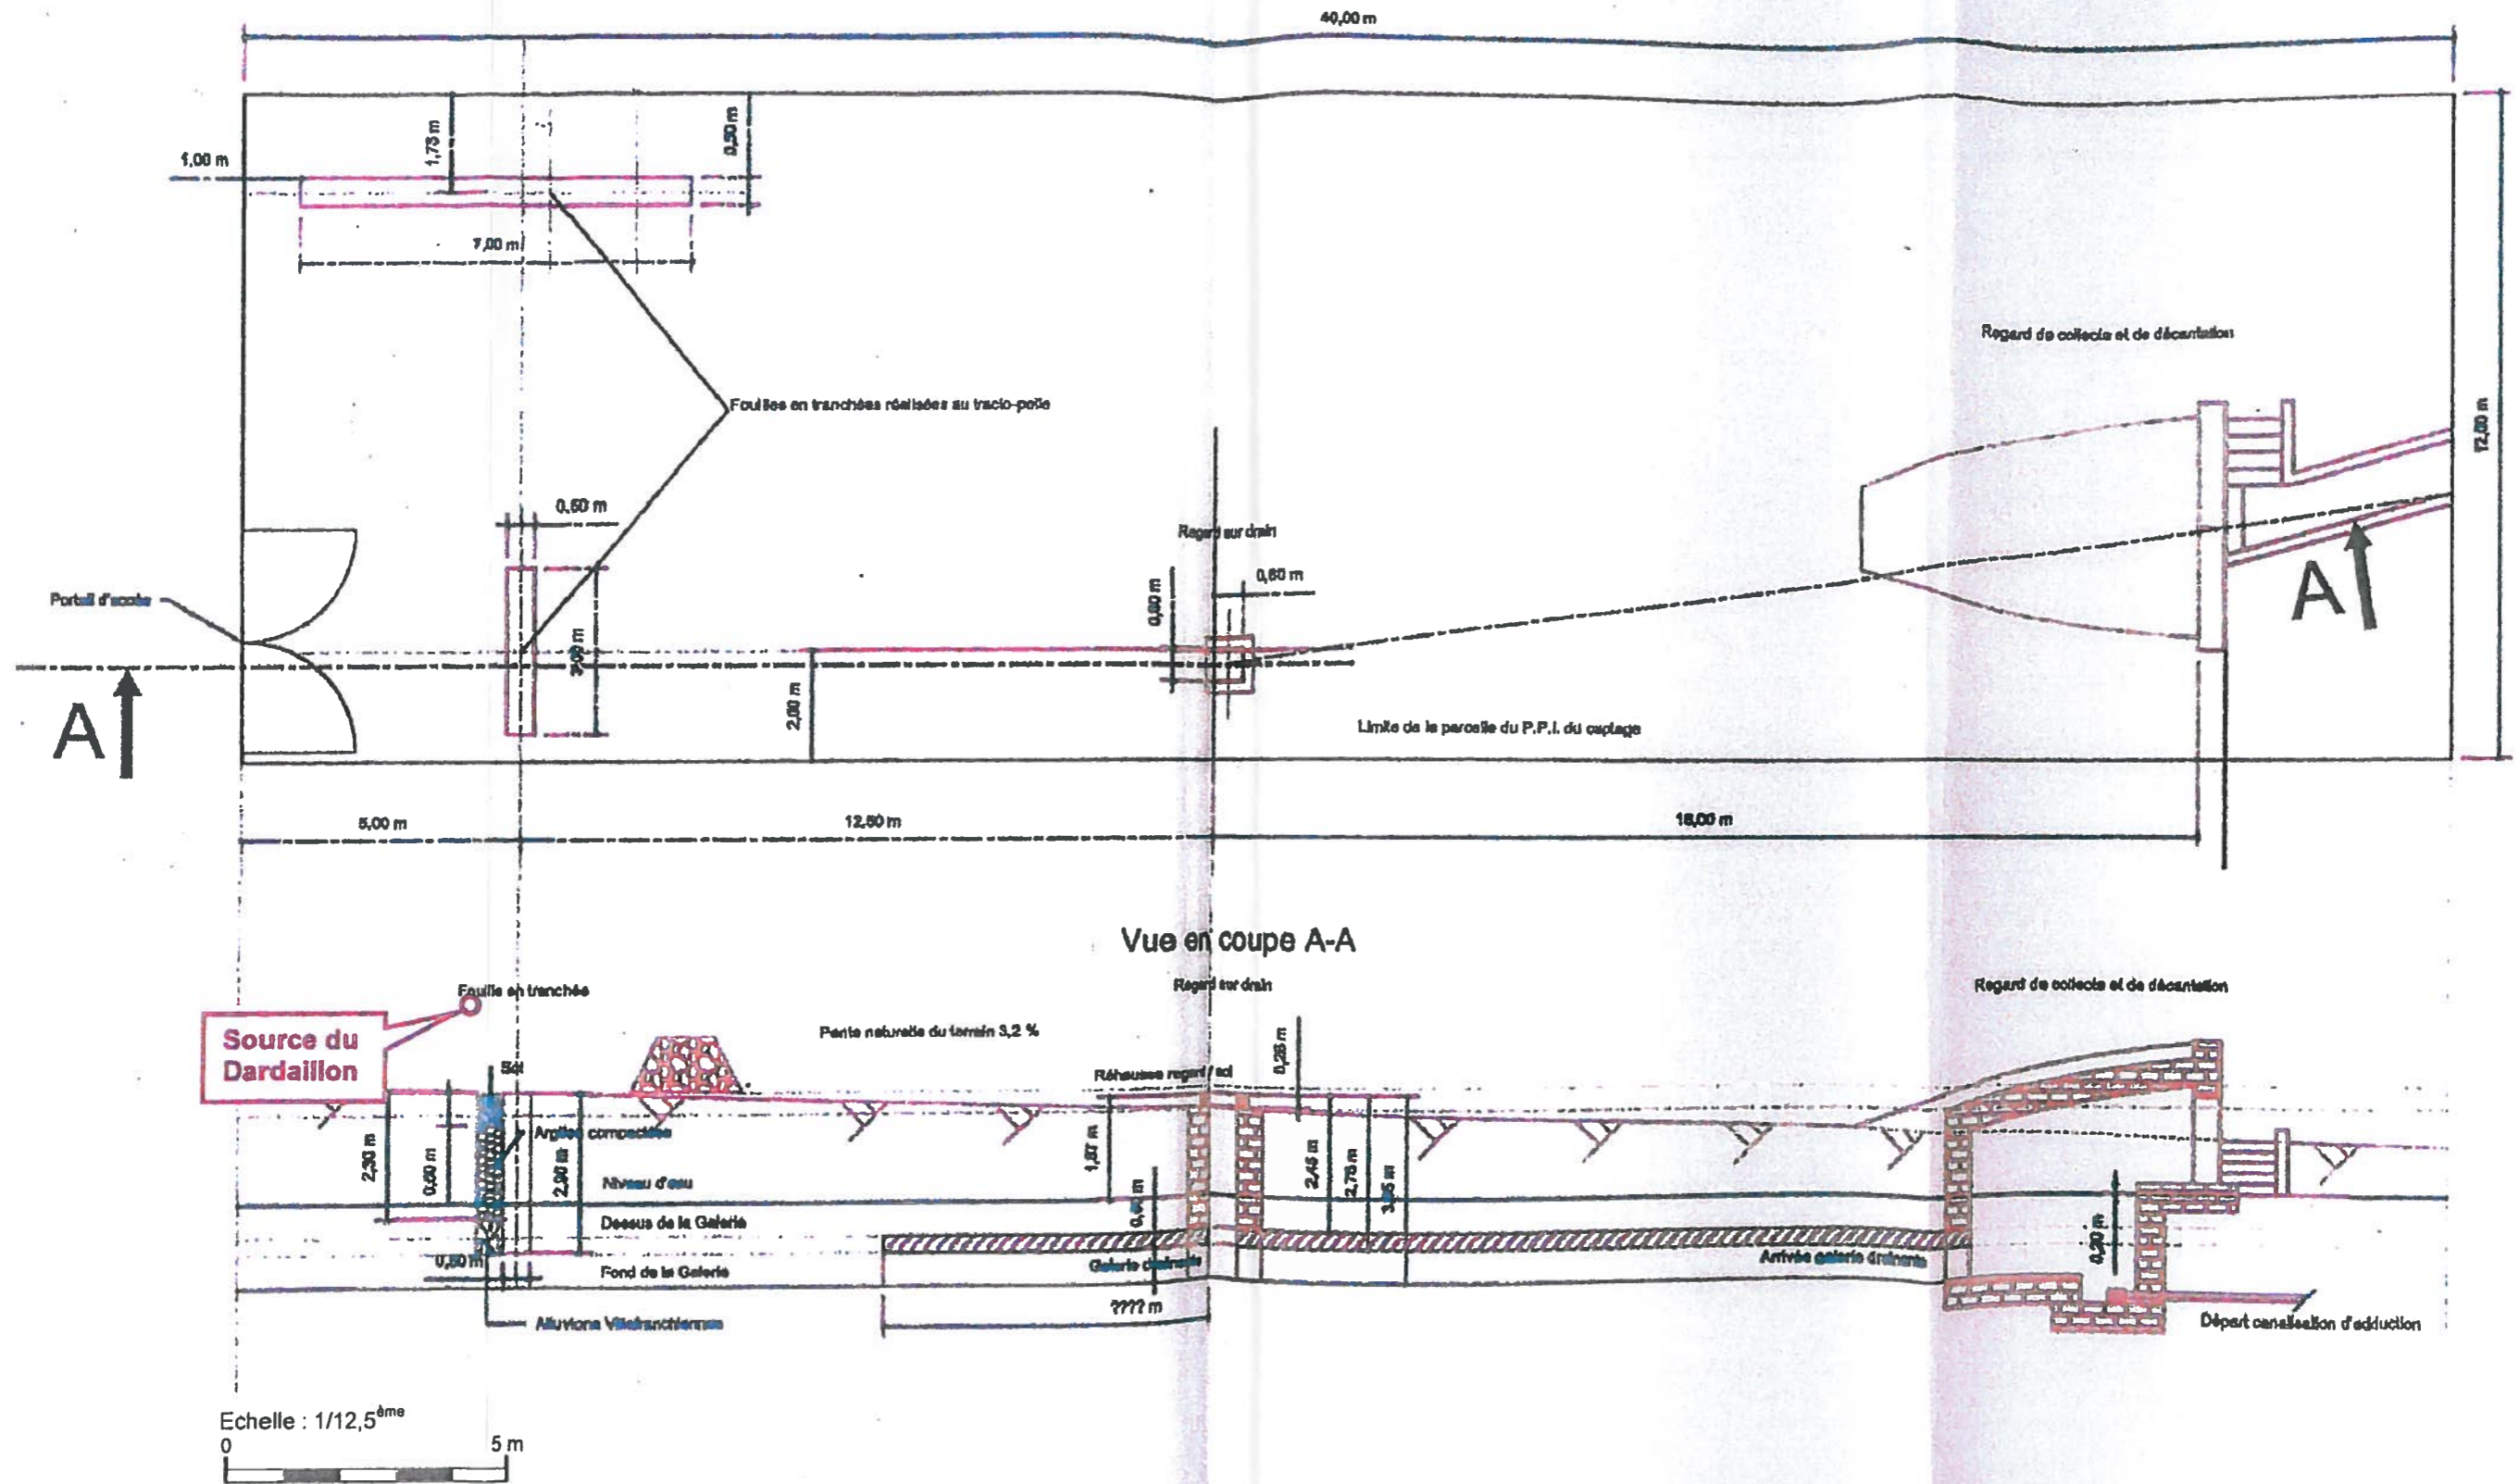 40,00 m
1,00 m
1,75 m
0,50 m
7,00 m
12,00 m
Regard de collecte et de décantation
Fouilles en tranchées réalisées au tracto-pelle
0,50 m
Regard sur drain
0,60 m
Portail d'accès
3,00 m
2,00 m
A
A
Limite de la parcelle du P.P.I. du captage
5,00 m
12,50 m
18,00 m
Vue en coupe A-A
Fouille en tranchée
Regard sur drain
Regard de collecte et de décantation
Source du
Dardaillon
Pente naturelle du terrain 3,2 %
0,25 m
Sol
Réhausse regard / sol
Argiles compactées
2,30 m
0,60 m
2,90 m
1,87 m
2,45 m
2,75 m
Niveau d'eau
Dessus de la Galerie
0,50 m
Fond de la Galerie
Galerie drainante
Arrivée galerie drainante
0,20 m
???? m
Alluvions Villafranchiennes
Départ canalisation d'adduction
Echelle : 1/12,5ème
0
5 m